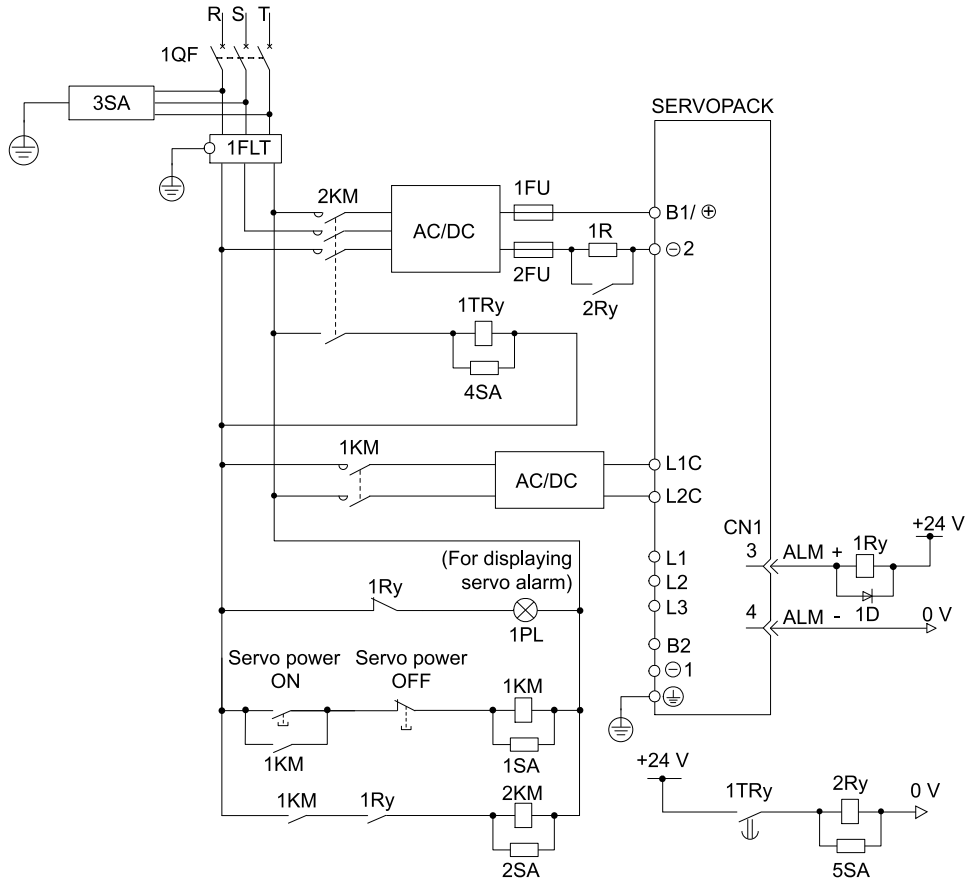 R S T
1QF
3SA
1FLT
SERVOPACK
2KM
AC/DC
1FU
B1/ ⊕
1R
⊖ 2
2FU
2Ry
1TRy
4SA
1KM
AC/DC
L1C
L2C
CN1
+24 V
3 ALM + 1Ry
1D
4 ALM - 0 V
L1
L2
L3
B2
⊖ 1
(For displaying
servo alarm)
1Ry
1PL
Servo power
ON
Servo power
OFF
1KM
1KM
1SA
1KM 1Ry 2KM
2SA
+24 V
1TRy 2Ry 0 V
5SA